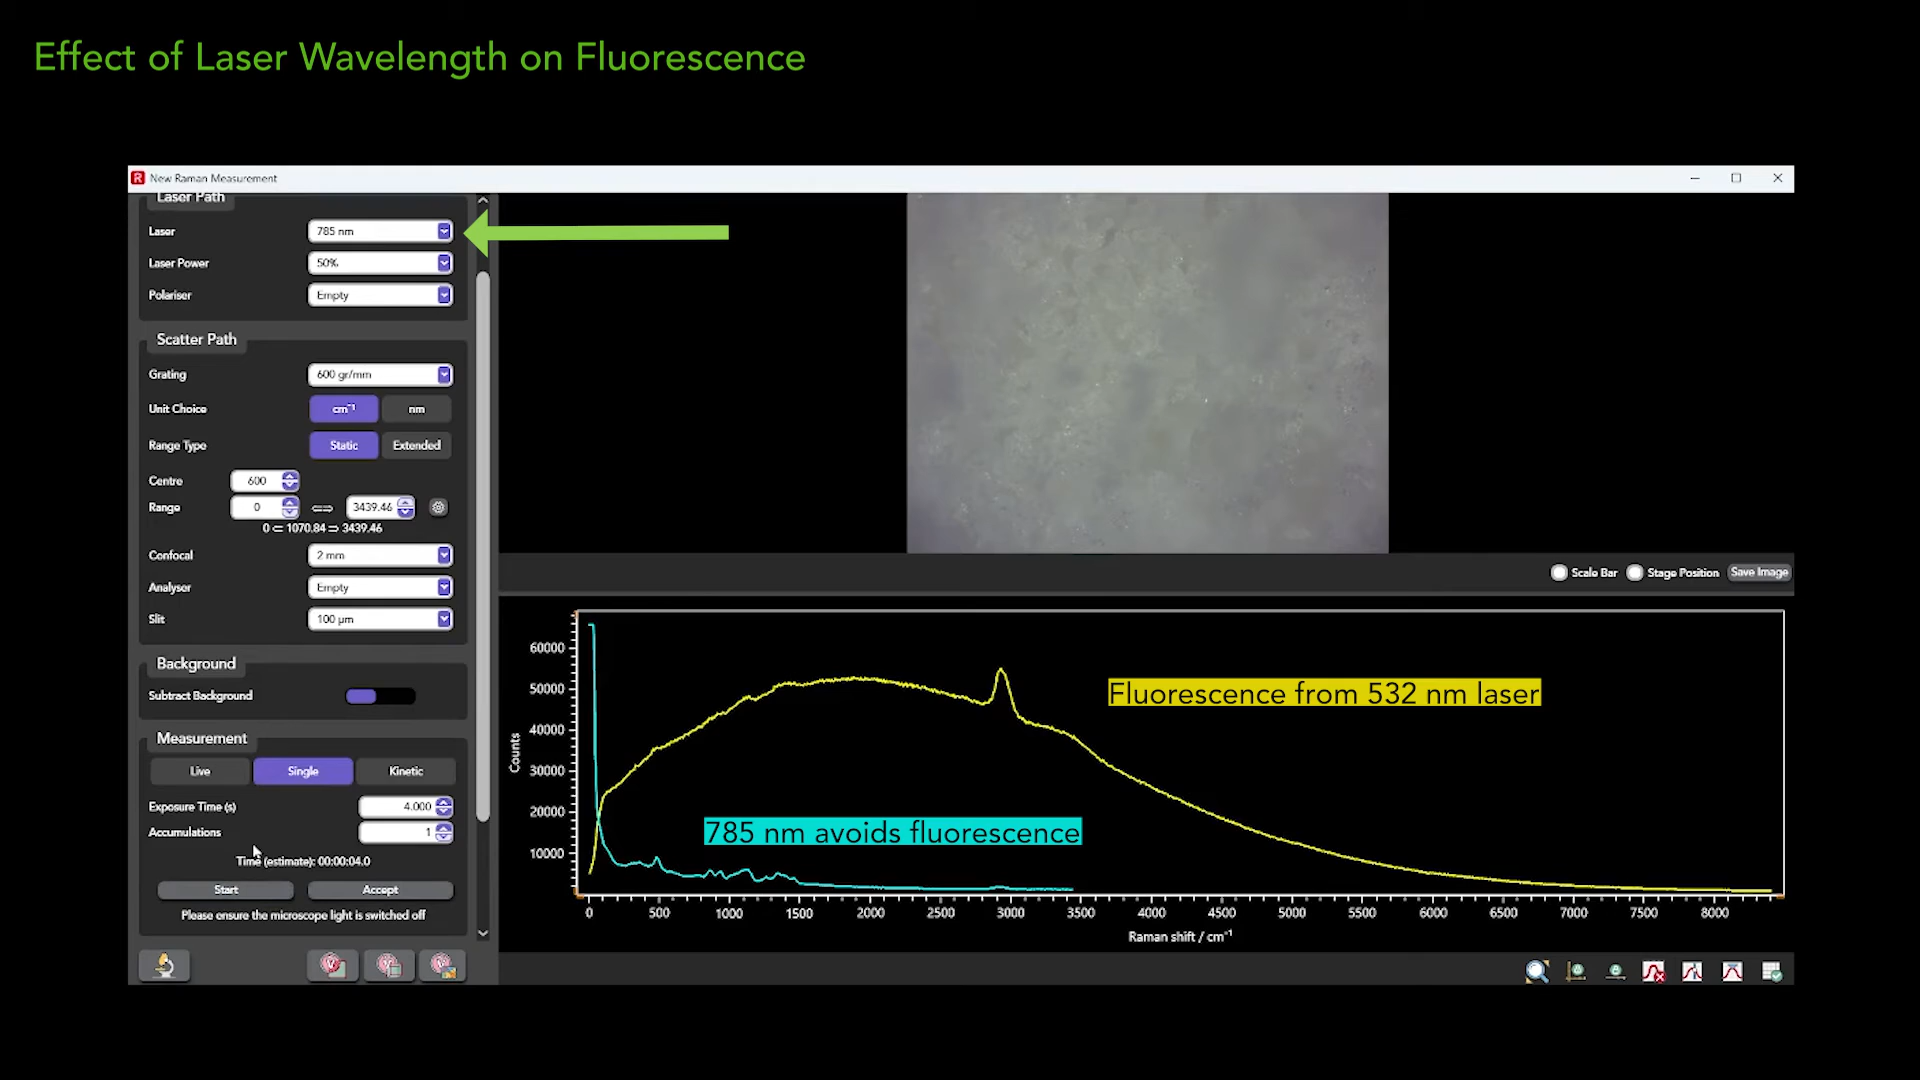 Effect of Laser Wavelength on Fluorescence
R New Raman Measurement
Laser Path
Laser 785 nm
Laser Power 50%
Polariser Empty
Scatter Path
Grating 600 gr/mm
Unit Choice cm⁻¹ nm
Range Type Static Extended
Centre 600
Range 0 ⟺ 3439.46
0 ⊂ 1070.84 ⊃ 3439.46
Confocal 2 mm
Analyser Empty
Slit 100 µm
Background
Subtract Background
Measurement
Live Single Kinetic
Exposure Time (s) 4.000
Accumulations 1
Time (estimate): 00:00:04.0
Start Accept
Please ensure the microscope light is switched off
Scale Bar Stage Position Save Image
Counts
60000
50000
40000
30000
20000
10000
Fluorescence from 532 nm laser
785 nm avoids fluorescence
0 500 1000 1500 2000 2500 3000 3500 4000 4500 5000 5500 6000 6500 7000 7500 8000
Raman shift / cm⁻¹